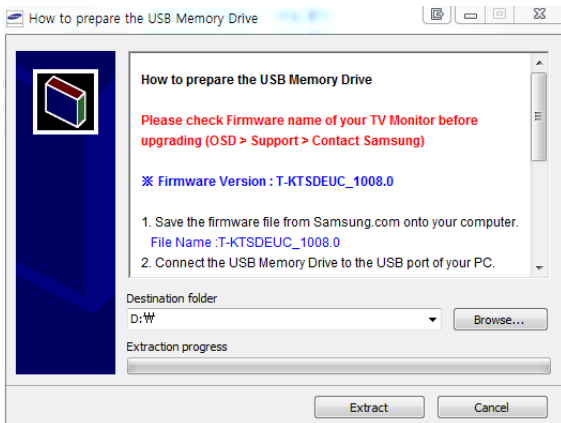 How to prepare the USB Memory Drive
How to prepare the USB Memory Drive
Please check Firmware name of your TV Monitor before
upgrading (OSD > Support > Contact Samsung)
※ Firmware Version : T-KTSDEUC_1008.0
1. Save the firmware file from Samsung.com onto your computer.
File Name :T-KTSDEUC_1008.0
2. Connect the USB Memory Drive to the USB port of your PC.
Destination folder
D:₩
Browse...
Extraction progress
Extract
Cancel